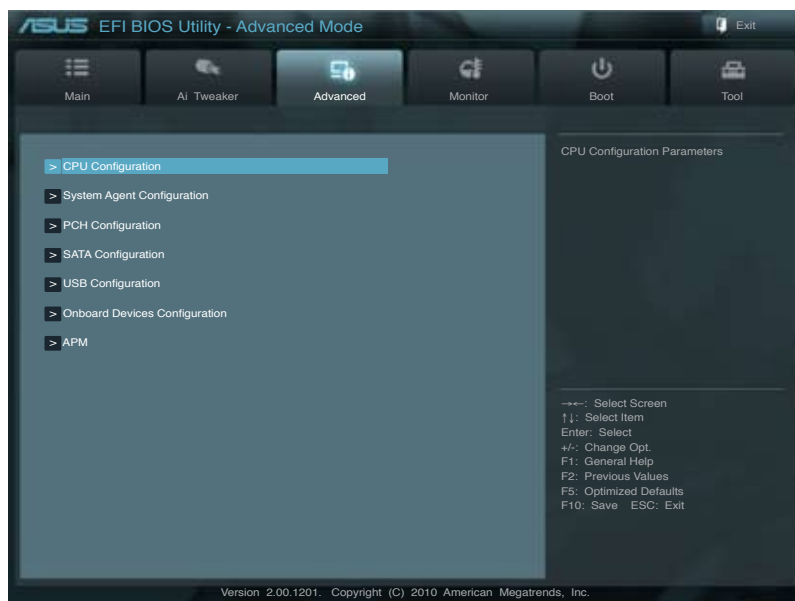 ASUS EFI BIOS Utility - Advanced Mode
Exit
Main
Ai Tweaker
Advanced
Monitor
Boot
Tool
> CPU Configuration
> System Agent Configuration
> PCH Configuration
> SATA Configuration
> USB Configuration
> Onboard Devices Configuration
> APM
CPU Configuration Parameters
→←: Select Screen
↑↓: Select Item
Enter: Select
+/-: Change Opt.
F1: General Help
F2: Previous Values
F5: Optimized Defaults
F10: Save ESC: Exit
Version 2.00.1201. Copyright (C) 2010 American Megatrends, Inc.